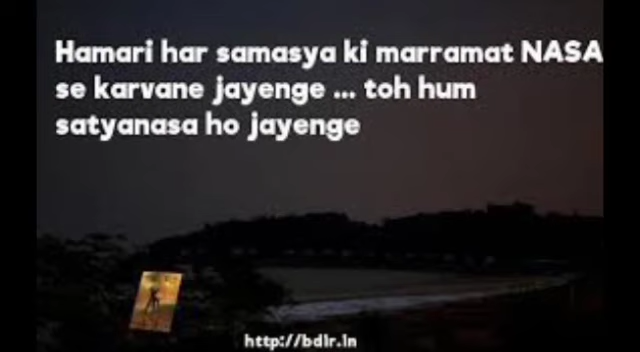 Hamari har samasya ki marramat NASA
se karvane jayenge ... toh hum
satyanasa ho jayenge
http://bdlr.in